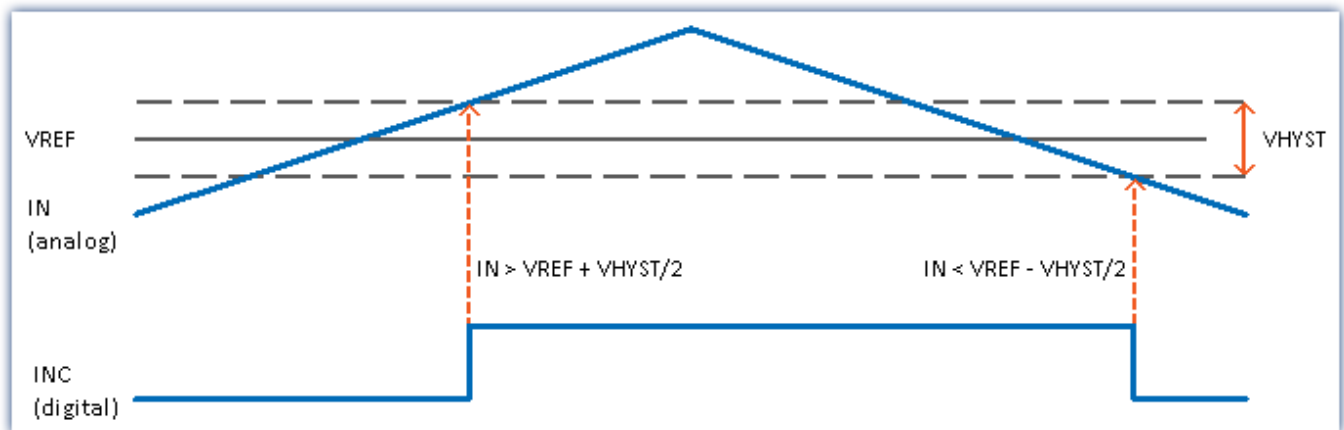 VREF
VHYST
IN
(analog)
IN > VREF + VHYST/2
IN < VREF - VHYST/2
INC
(digital)